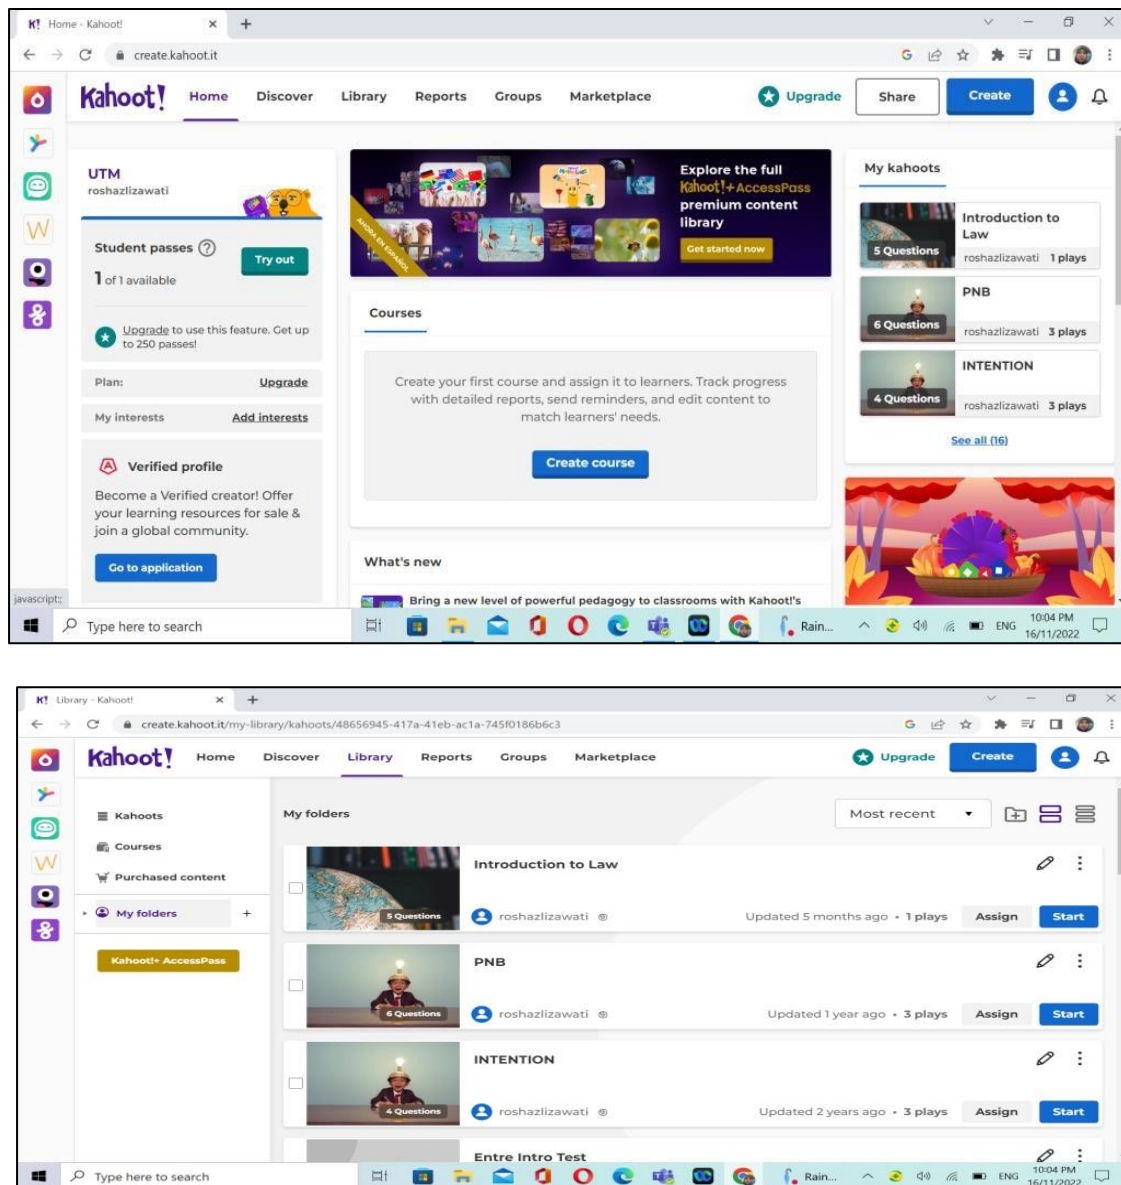 K! Home - Kahoot!
create.kahoot.it
Kahoot! Home Discover Library Reports Groups Marketplace Upgrade Share Create
UTM
roshazlizawati
Student passes ?
1 of 1 available
Try out
Upgrade to use this feature. Get up
to 250 passes!
Plan: Upgrade
My interests Add interests
Verified profile
Become a Verified creator! Offer
your learning resources for sale &
join a global community.
Go to application
AHORA EN ESPAÑOL
Explore the full
Kahoot!+AccessPass
premium content
library
Get started now
Courses
Create your first course and assign it to learners. Track progress
with detailed reports, send reminders, and edit content to
match learners' needs.
Create course
What's new
Bring a new level of powerful pedagogy to classrooms with Kahoot!'s
My kahoots
Introduction to
Law
5 Questions
roshazlizawati 1 plays
PNB
6 Questions
roshazlizawati 3 plays
INTENTION
4 Questions
roshazlizawati 3 plays
See all (16)
javascript:;
Type here to search
Rain...
ENG
10:04 PM
16/11/2022
K! Library - Kahoot!
create.kahoot.it/my-library/kahoots/48656945-417a-41eb-ac1a-745f0186b6c3
Kahoot! Home Discover Library Reports Groups Marketplace Upgrade Create
Kahoots
Courses
Purchased content
My folders +
Kahoot!+ AccessPass
My folders
Most recent
Introduction to Law
5 Questions
roshazlizawati
Updated 5 months ago • 1 plays Assign Start
PNB
6 Questions
roshazlizawati
Updated 1 year ago • 3 plays Assign Start
INTENTION
4 Questions
roshazlizawati
Updated 2 years ago • 3 plays Assign Start
Entre Intro Test
Type here to search
Rain...
ENG
10:04 PM
16/11/2022